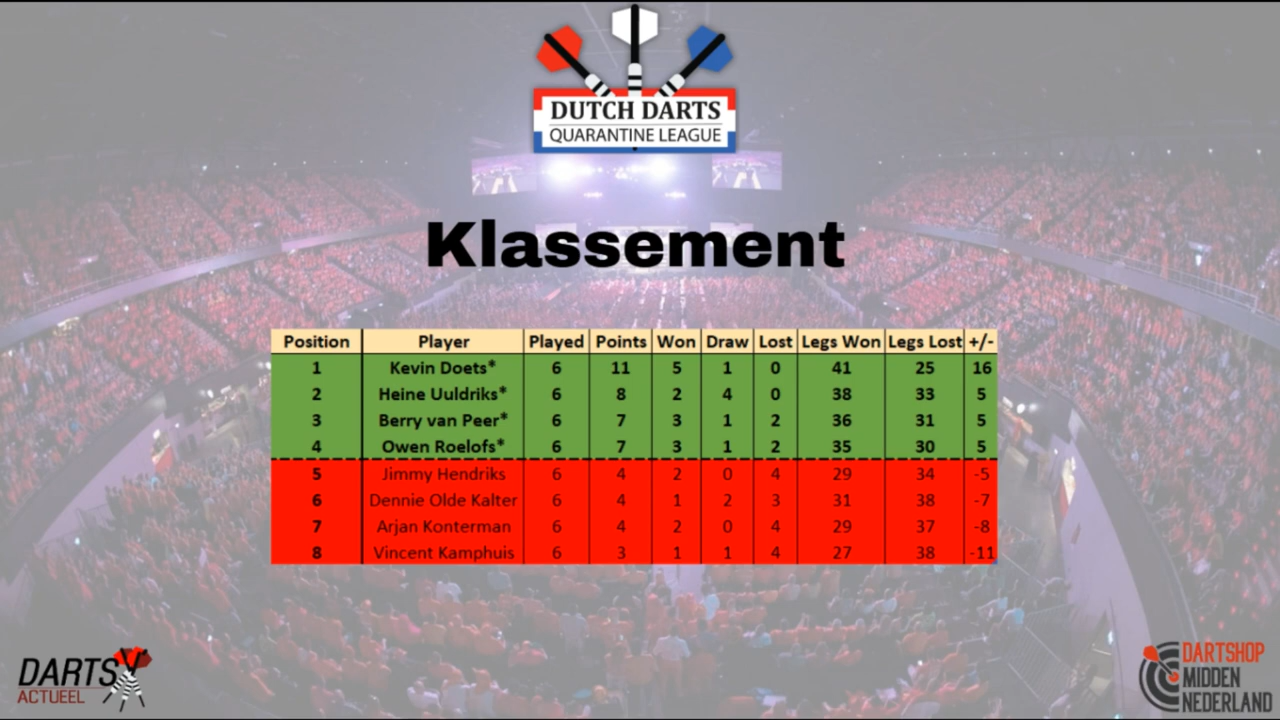 DUTCH DARTS
QUARANTINE LEAGUE
Klassement
Position Player Played Points Won Draw Lost Legs Won Legs Lost +/-
1 Kevin Doets* 6 11 5 1 0 41 25 16
2 Heine Uuldriks* 6 8 2 4 0 38 33 5
3 Berry van Peer* 6 7 3 1 2 36 31 5
4 Owen Roelofs* 6 7 3 1 2 35 30 5
5 Jimmy Hendriks 6 4 2 0 4 29 34 -5
6 Dennie Olde Kalter 6 4 1 2 3 31 38 -7
7 Arjan Konterman 6 4 2 0 4 29 37 -8
8 Vincent Kamphuis 6 3 1 1 4 27 38 -11
DARTS
ACTUEEL
DARTSHOP
MIDDEN
NEDERLAND